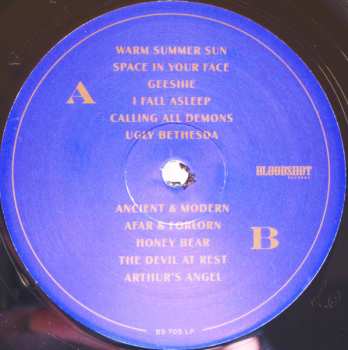 WARM SUMMER SUN
SPACE IN YOUR FACE
GEESHIE
A
I FALL ASLEEP
CALLING ALL DEMONS
UGLY BETHESDA
BLOODSHOT
RECORDS
ANCIENT & MODERN
AFAR & FORLORN
HONEY BEAR
B
THE DEVIL AT REST
ARTHUR'S ANGEL
BS 705 LP